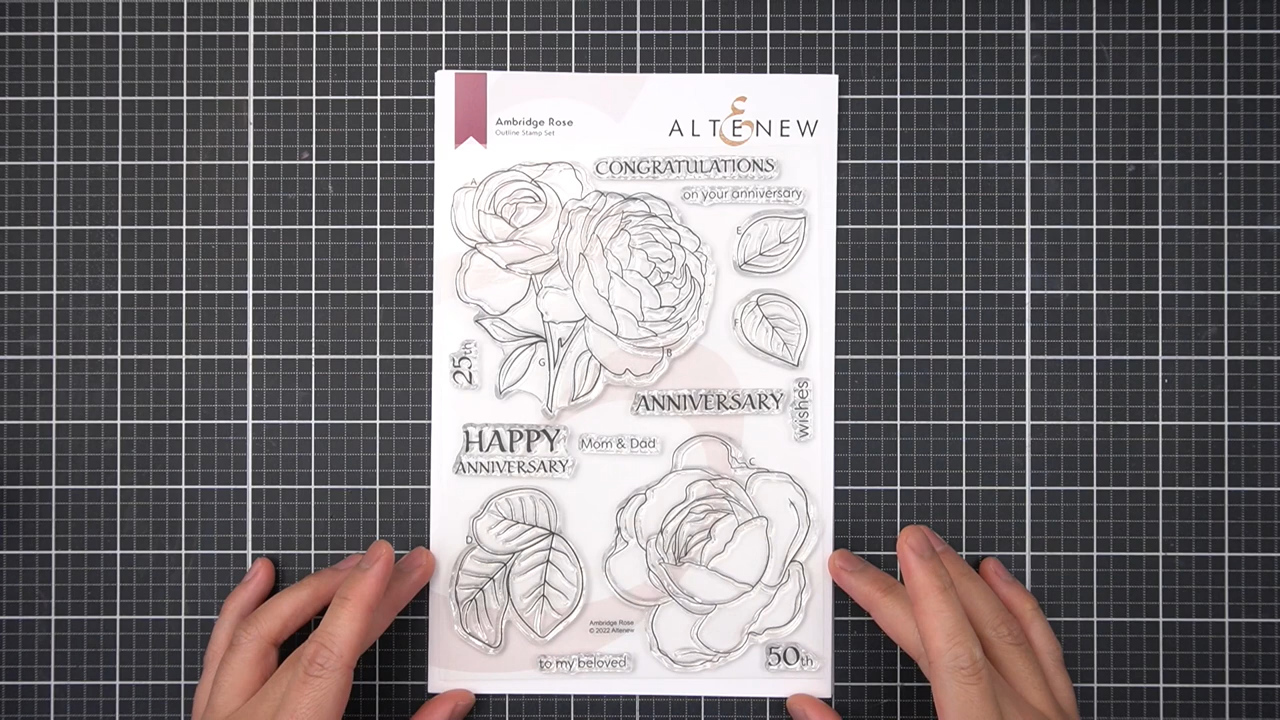 Ambridge Rose
Outline Stamp Set
ALTENEW
CONGRATULATIONS
on your anniversary
A
E
F
25th
G
B
ANNIVERSARY
wishes
HAPPY
ANNIVERSARY
Mom & Dad
C
D
Ambridge Rose
© 2022 Altenew
to my beloved
50th